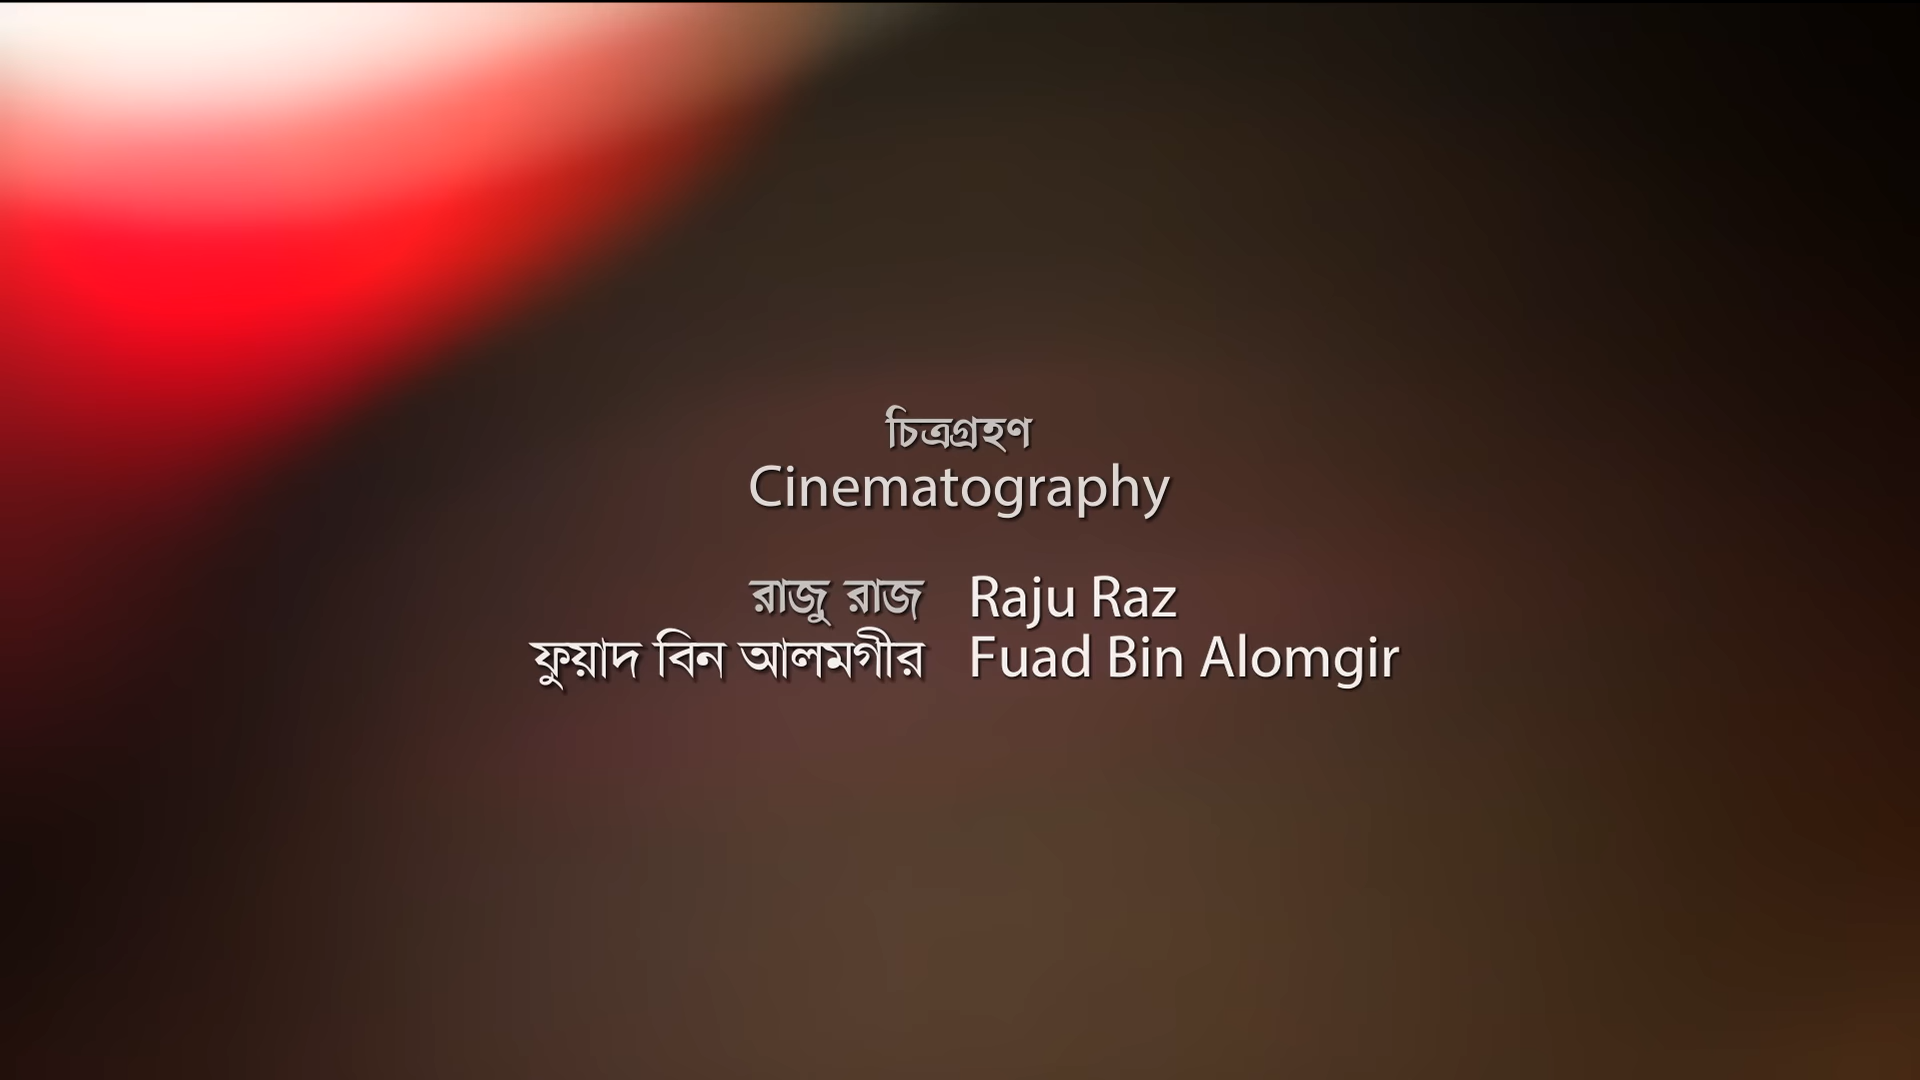 চিত্রগ্রহণ
Cinematography
রাজু রাজ Raju Raz
ফুয়াদ বিন আলমগীর Fuad Bin Alomgir